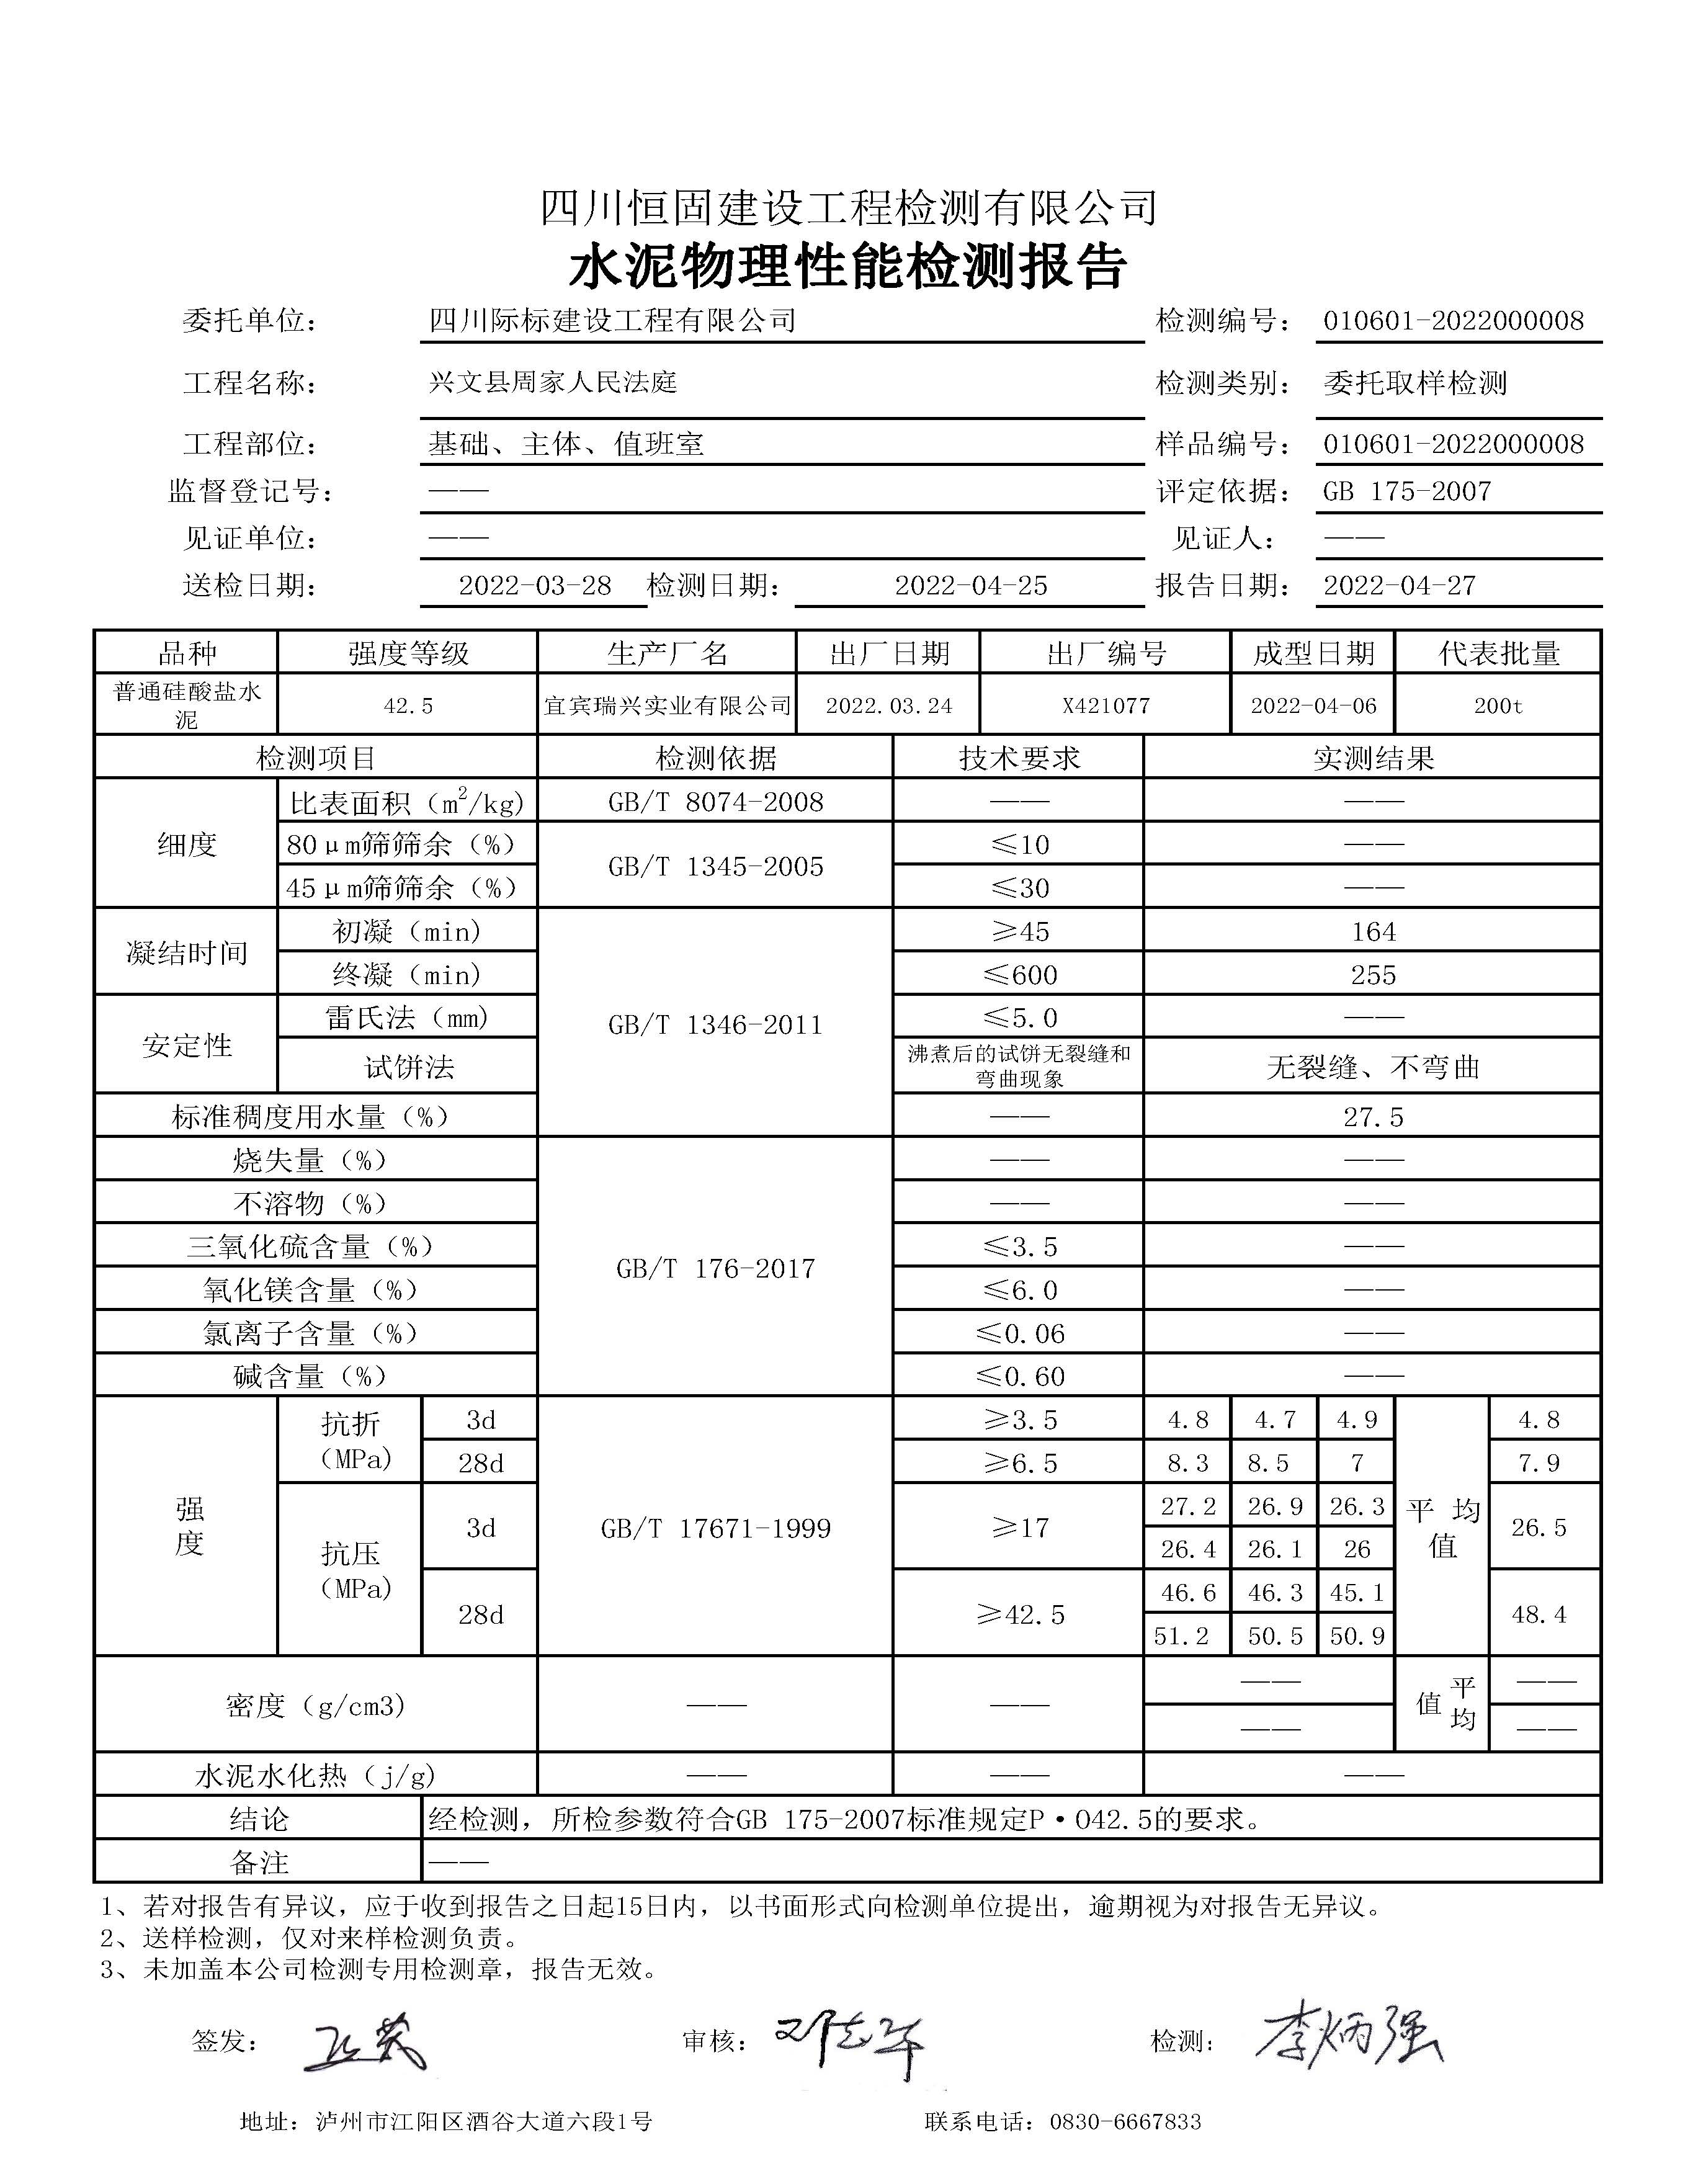 四川恒固建设工程检测有限公司
水泥物理性能检测报告
委托单位： 四川际标建设工程有限公司 检测编号： 010601-2022000008
工程名称： 兴文县周家人民法庭 检测类别： 委托取样检测
工程部位： 基础、主体、值班室 样品编号： 010601-2022000008
监督登记号： —— 评定依据： GB 175-2007
见证单位： —— 见证人： ——
送检日期： 2022-03-28 检测日期： 2022-04-25 报告日期： 2022-04-27
品种 强度等级 生产厂名 出厂日期 出厂编号 成型日期 代表批量
普通硅酸盐水泥 42.5 宜宾瑞兴实业有限公司 2022.03.24 X421077 2022-04-06 200t
检测项目 检测依据 技术要求 实测结果
细度 比表面积（m²/kg) GB/T 8074-2008 —— ——
80μm筛筛余（%） GB/T 1345-2005 ≤10 ——
45μm筛筛余（%） ≤30 ——
凝结时间 初凝（min) GB/T 1346-2011 ≥45 164
终凝（min) ≤600 255
安定性 雷氏法（mm) ≤5.0 ——
试饼法 沸煮后的试饼无裂缝和弯曲现象 无裂缝、不弯曲
标准稠度用水量（%） —— 27.5
烧失量（%） GB/T 176-2017 —— ——
不溶物（%） —— ——
三氧化硫含量（%） ≤3.5 ——
氧化镁含量（%） ≤6.0 ——
氯离子含量（%） ≤0.06 ——
碱含量（%） ≤0.60 ——
强度 抗折（MPa) 3d GB/T 17671-1999 ≥3.5 4.8 4.7 4.9 平均值 4.8
28d ≥6.5 8.3 8.5 7 7.9
抗压（MPa) 3d ≥17 27.2 26.9 26.3 26.5
26.4 26.1 26
28d ≥42.5 46.6 46.3 45.1 48.4
51.2 50.5 50.9
密度（g/cm3) —— —— —— 平均值 ——
—— ——
水泥水化热（j/g) —— —— ——
结论 经检测，所检参数符合GB 175-2007标准规定P·O42.5的要求。
备注 ——
1、若对报告有异议，应于收到报告之日起15日内，以书面形式向检测单位提出，逾期视为对报告无异议。
2、送样检测，仅对来样检测负责。
3、未加盖本公司检测专用检测章，报告无效。
签发： 审核： 邓志军 检测： 李炳强
地址：泸州市江阳区酒谷大道六段1号 联系电话：0830-6667833